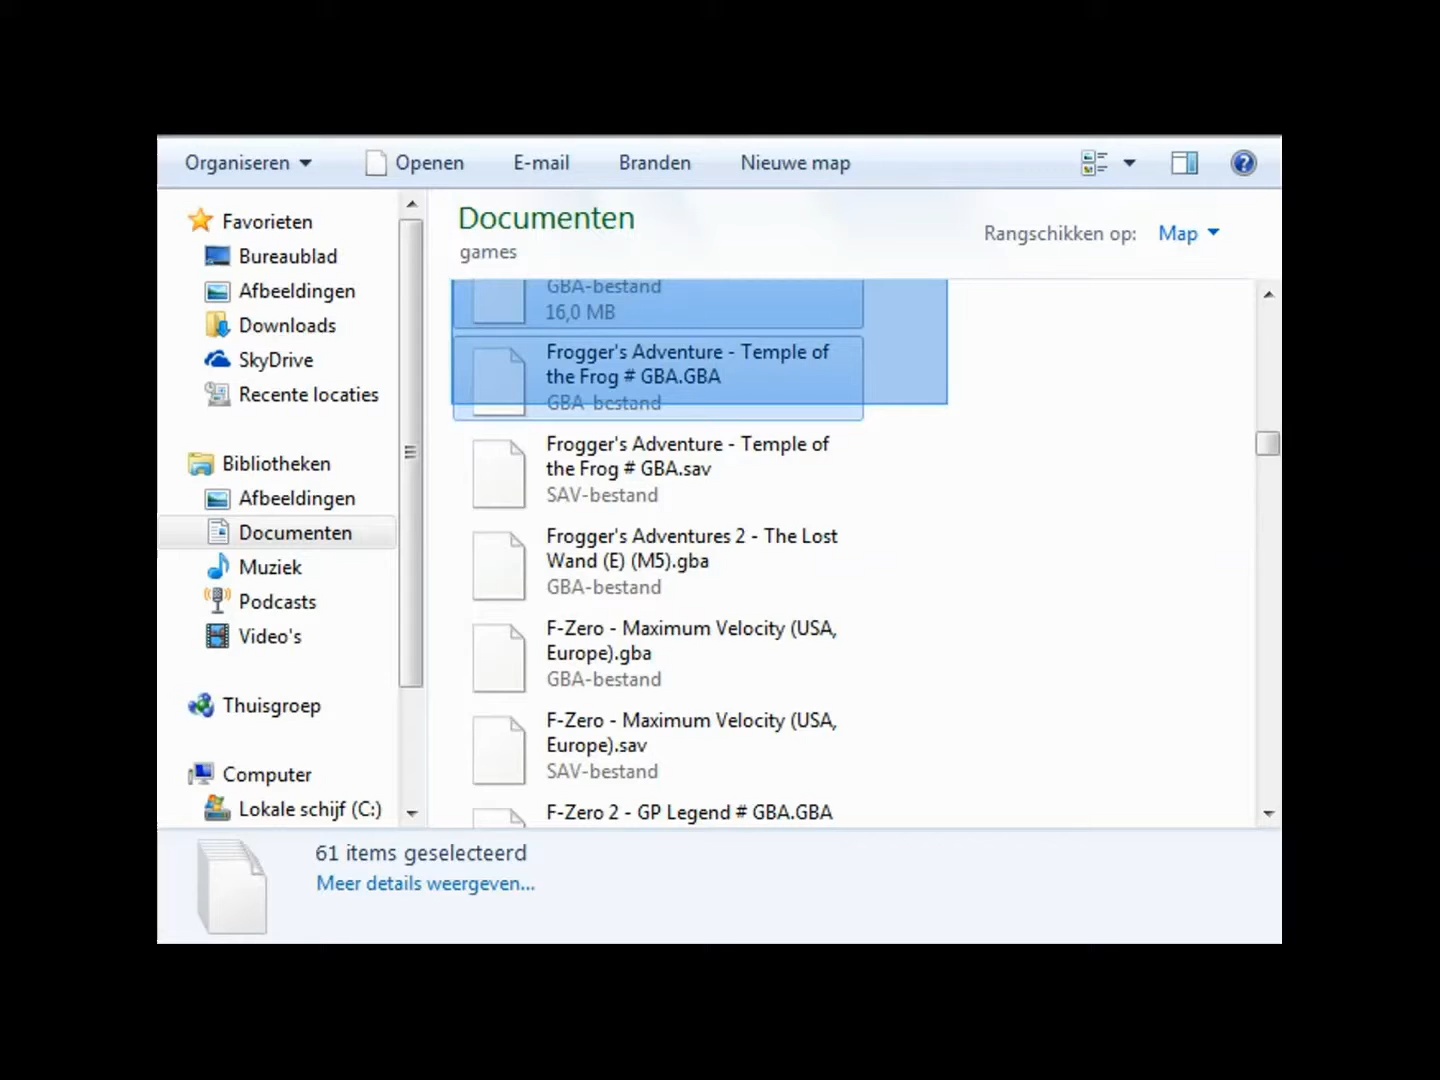 Organiseren
Openen
E-mail
Branden
Nieuwe map
Favorieten
Bureaublad
Afbeeldingen
Downloads
SkyDrive
Recente locaties
Bibliotheken
Afbeeldingen
Documenten
Muziek
Podcasts
Video's
Thuisgroep
Computer
Lokale schijf (C:)
Documenten
games
Rangschikken op:
Map
GBA-bestand
16,0 MB
Frogger's Adventure - Temple of
the Frog # GBA.GBA
GBA-bestand
Frogger's Adventure - Temple of
the Frog # GBA.sav
SAV-bestand
Frogger's Adventures 2 - The Lost
Wand (E) (M5).gba
GBA-bestand
F-Zero - Maximum Velocity (USA,
Europe).gba
GBA-bestand
F-Zero - Maximum Velocity (USA,
Europe).sav
SAV-bestand
F-Zero 2 - GP Legend # GBA.GBA
61 items geselecteerd
Meer details weergeven...